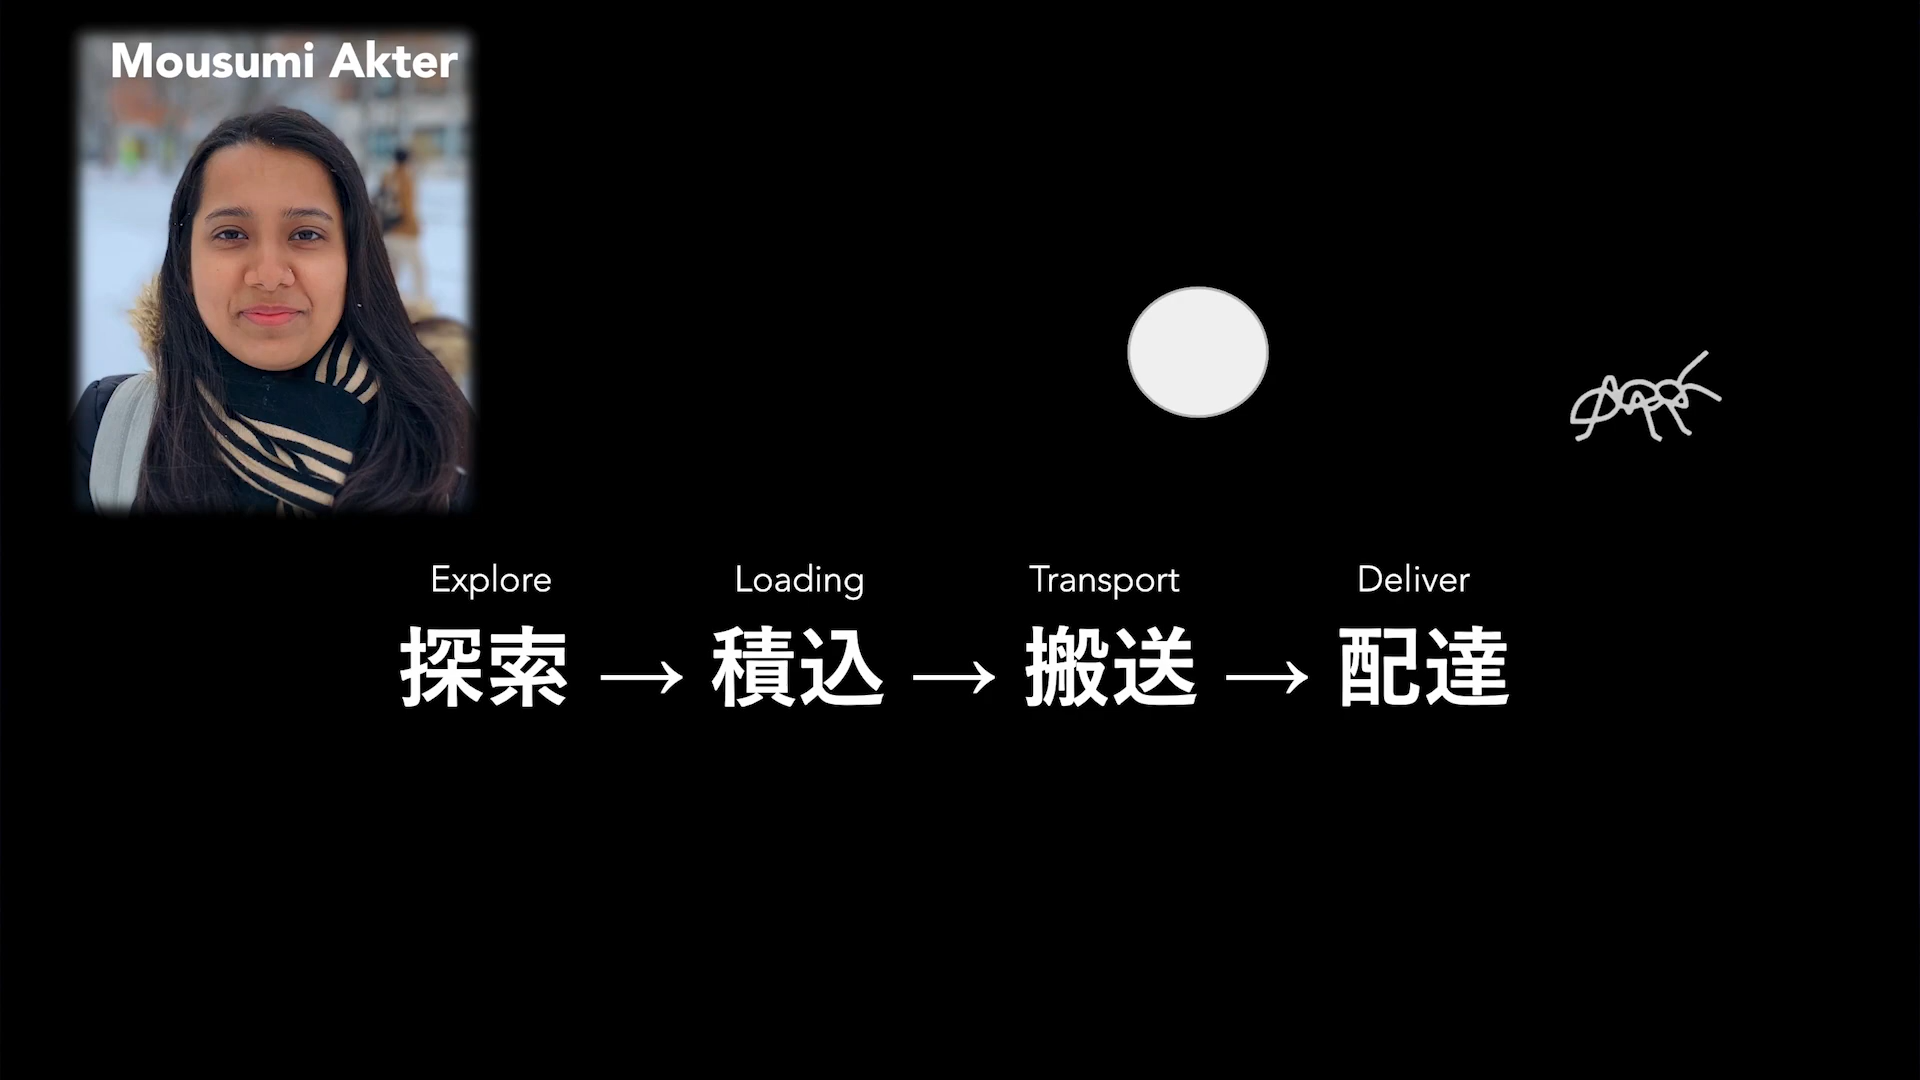 Mousumi Akter
Explore Loading Transport Deliver
探索 → 積込 → 搬送 → 配達